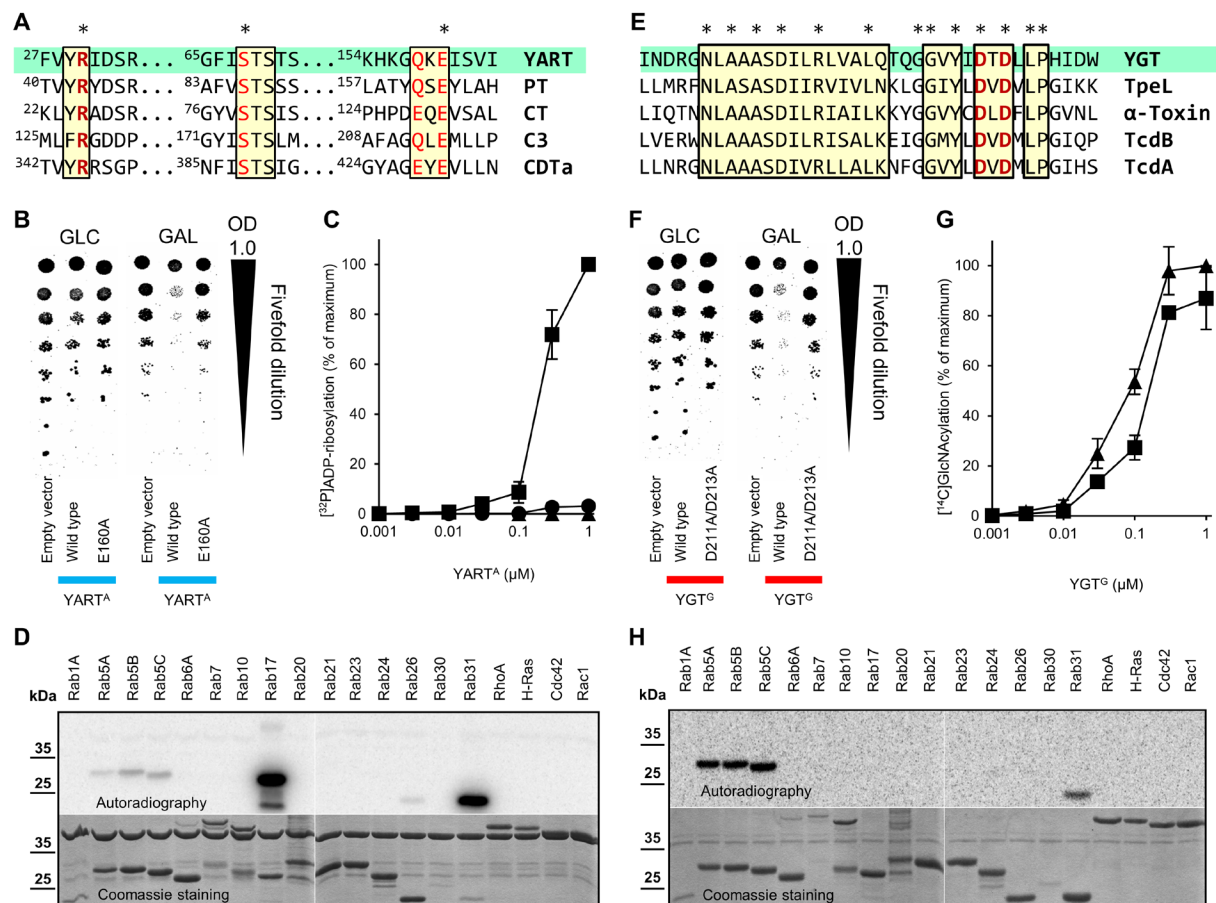 A
* * *
27FVYRIDSR... 65GFISTSTS... 154KHKGQKEISVI YART
40TVYRYDSR... 83AFVSTSSS... 157LATYQSEYLAH PT
22KLYRADSR... 76GYVSTSIS... 124PHPDEQEVSAL CT
125MLFRGDDP... 171GYISTSLM... 208AFAGQLEMLLP C3
342TVYRRSGP... 385NFISTSIG... 424GYAGEYEVLLN CDTa
E
* * * * * ** * * * **
INDRGNLAAASDILRLVALQTQGGVYIDTDLLPHIDW YGT
LLMRFNLAAASDIIRIVIVLNKLGGIYLDVDVLPGIKK TpeL
LIQTNNLAAASDILRIAILKKYGGVYCDLDFLPGVNL α-Toxin
LVERWNLAAASDILRISALKEIGGMYLDVDMLPGIQP TcdB
LLNRGNLAAASDIVRLLALKNFGGVYLDVDMLPGIHS TcdA
B
GLC GAL OD
1.0
Fivefold dilution
Empty vector
Wild type
E160A
Empty vector
Wild type
E160A
YARTA YARTA
C
[32P]ADP-ribosylation (% of maximum)
100
80
60
40
20
0
0.001 0.01 0.1 1
YARTA (µM)
F
GLC GAL OD
1.0
Fivefold dilution
Empty vector
Wild type
D211A/D213A
Empty vector
Wild type
D211A/D213A
YGTG YGTG
G
[14C]GlcNAcylation (% of maximum)
100
80
60
40
20
0
0.001 0.01 0.1 1
YGTG (µM)
D
Rab1A Rab5A Rab5B Rab5C Rab6A Rab7 Rab10 Rab17 Rab20 Rab21 Rab23 Rab24 Rab26 Rab30 Rab31 RhoA H-Ras Cdc42 Rac1
kDa
35
25
Autoradiography
35
25
Coomassie staining
H
Rab1A Rab5A Rab5B Rab5C Rab6A Rab7 Rab10 Rab17 Rab20 Rab21 Rab23 Rab24 Rab26 Rab30 Rab31 RhoA H-Ras Cdc42 Rac1
kDa
35
25
Autoradiography
35
25
Coomassie staining